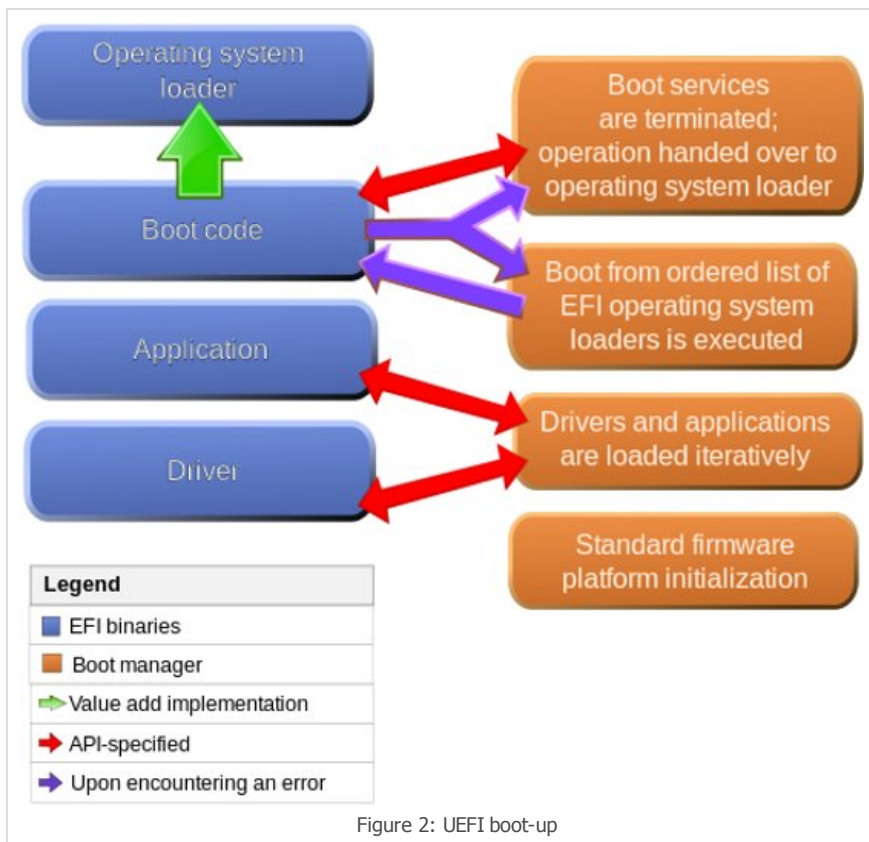 Operating system
loader
Boot code
Application
Driver
Boot services
are terminated;
operation handed over to
operating system loader
Boot from ordered list of
EFI operating system
loaders is executed
Drivers and applications
are loaded iteratively
Standard firmware
platform initialization
Legend
EFI binaries
Boot manager
Value add implementation
API-specified
Upon encountering an error
Figure 2: UEFI boot-up